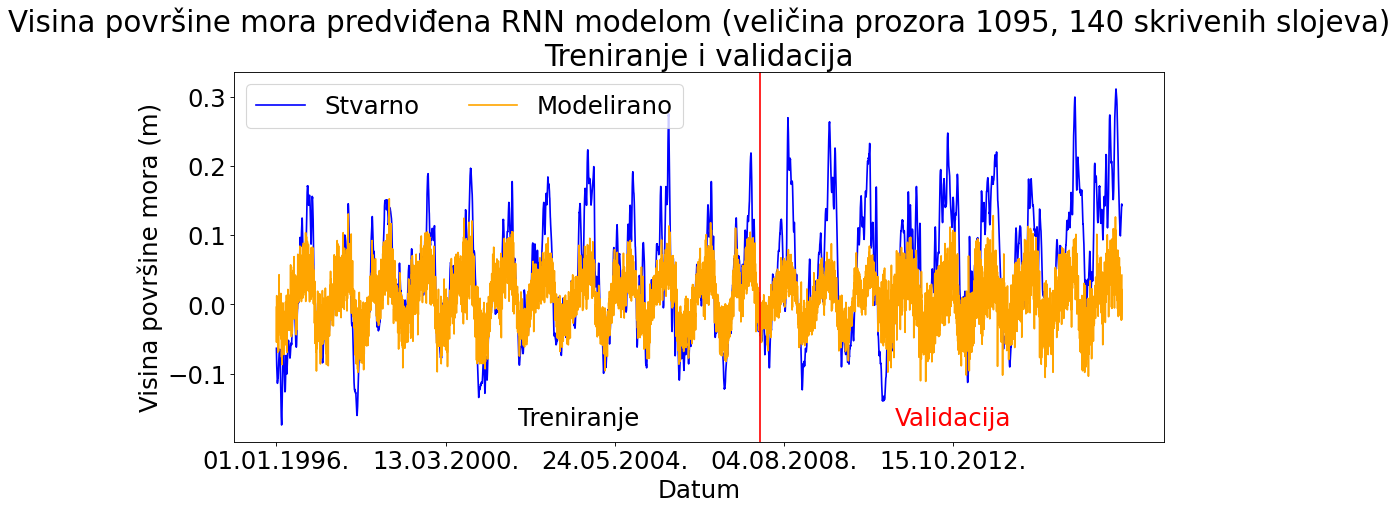 Visina površine mora predviđena RNN modelom (veličina prozora 1095, 140 skrivenih slojeva)
Treniranje i validacija
Stvarno
Modelirano
Visina površine mora (m)
0.3
0.2
0.1
0.0
−0.1
Treniranje
Validacija
01.01.1996.
13.03.2000.
24.05.2004.
04.08.2008.
15.10.2012.
Datum